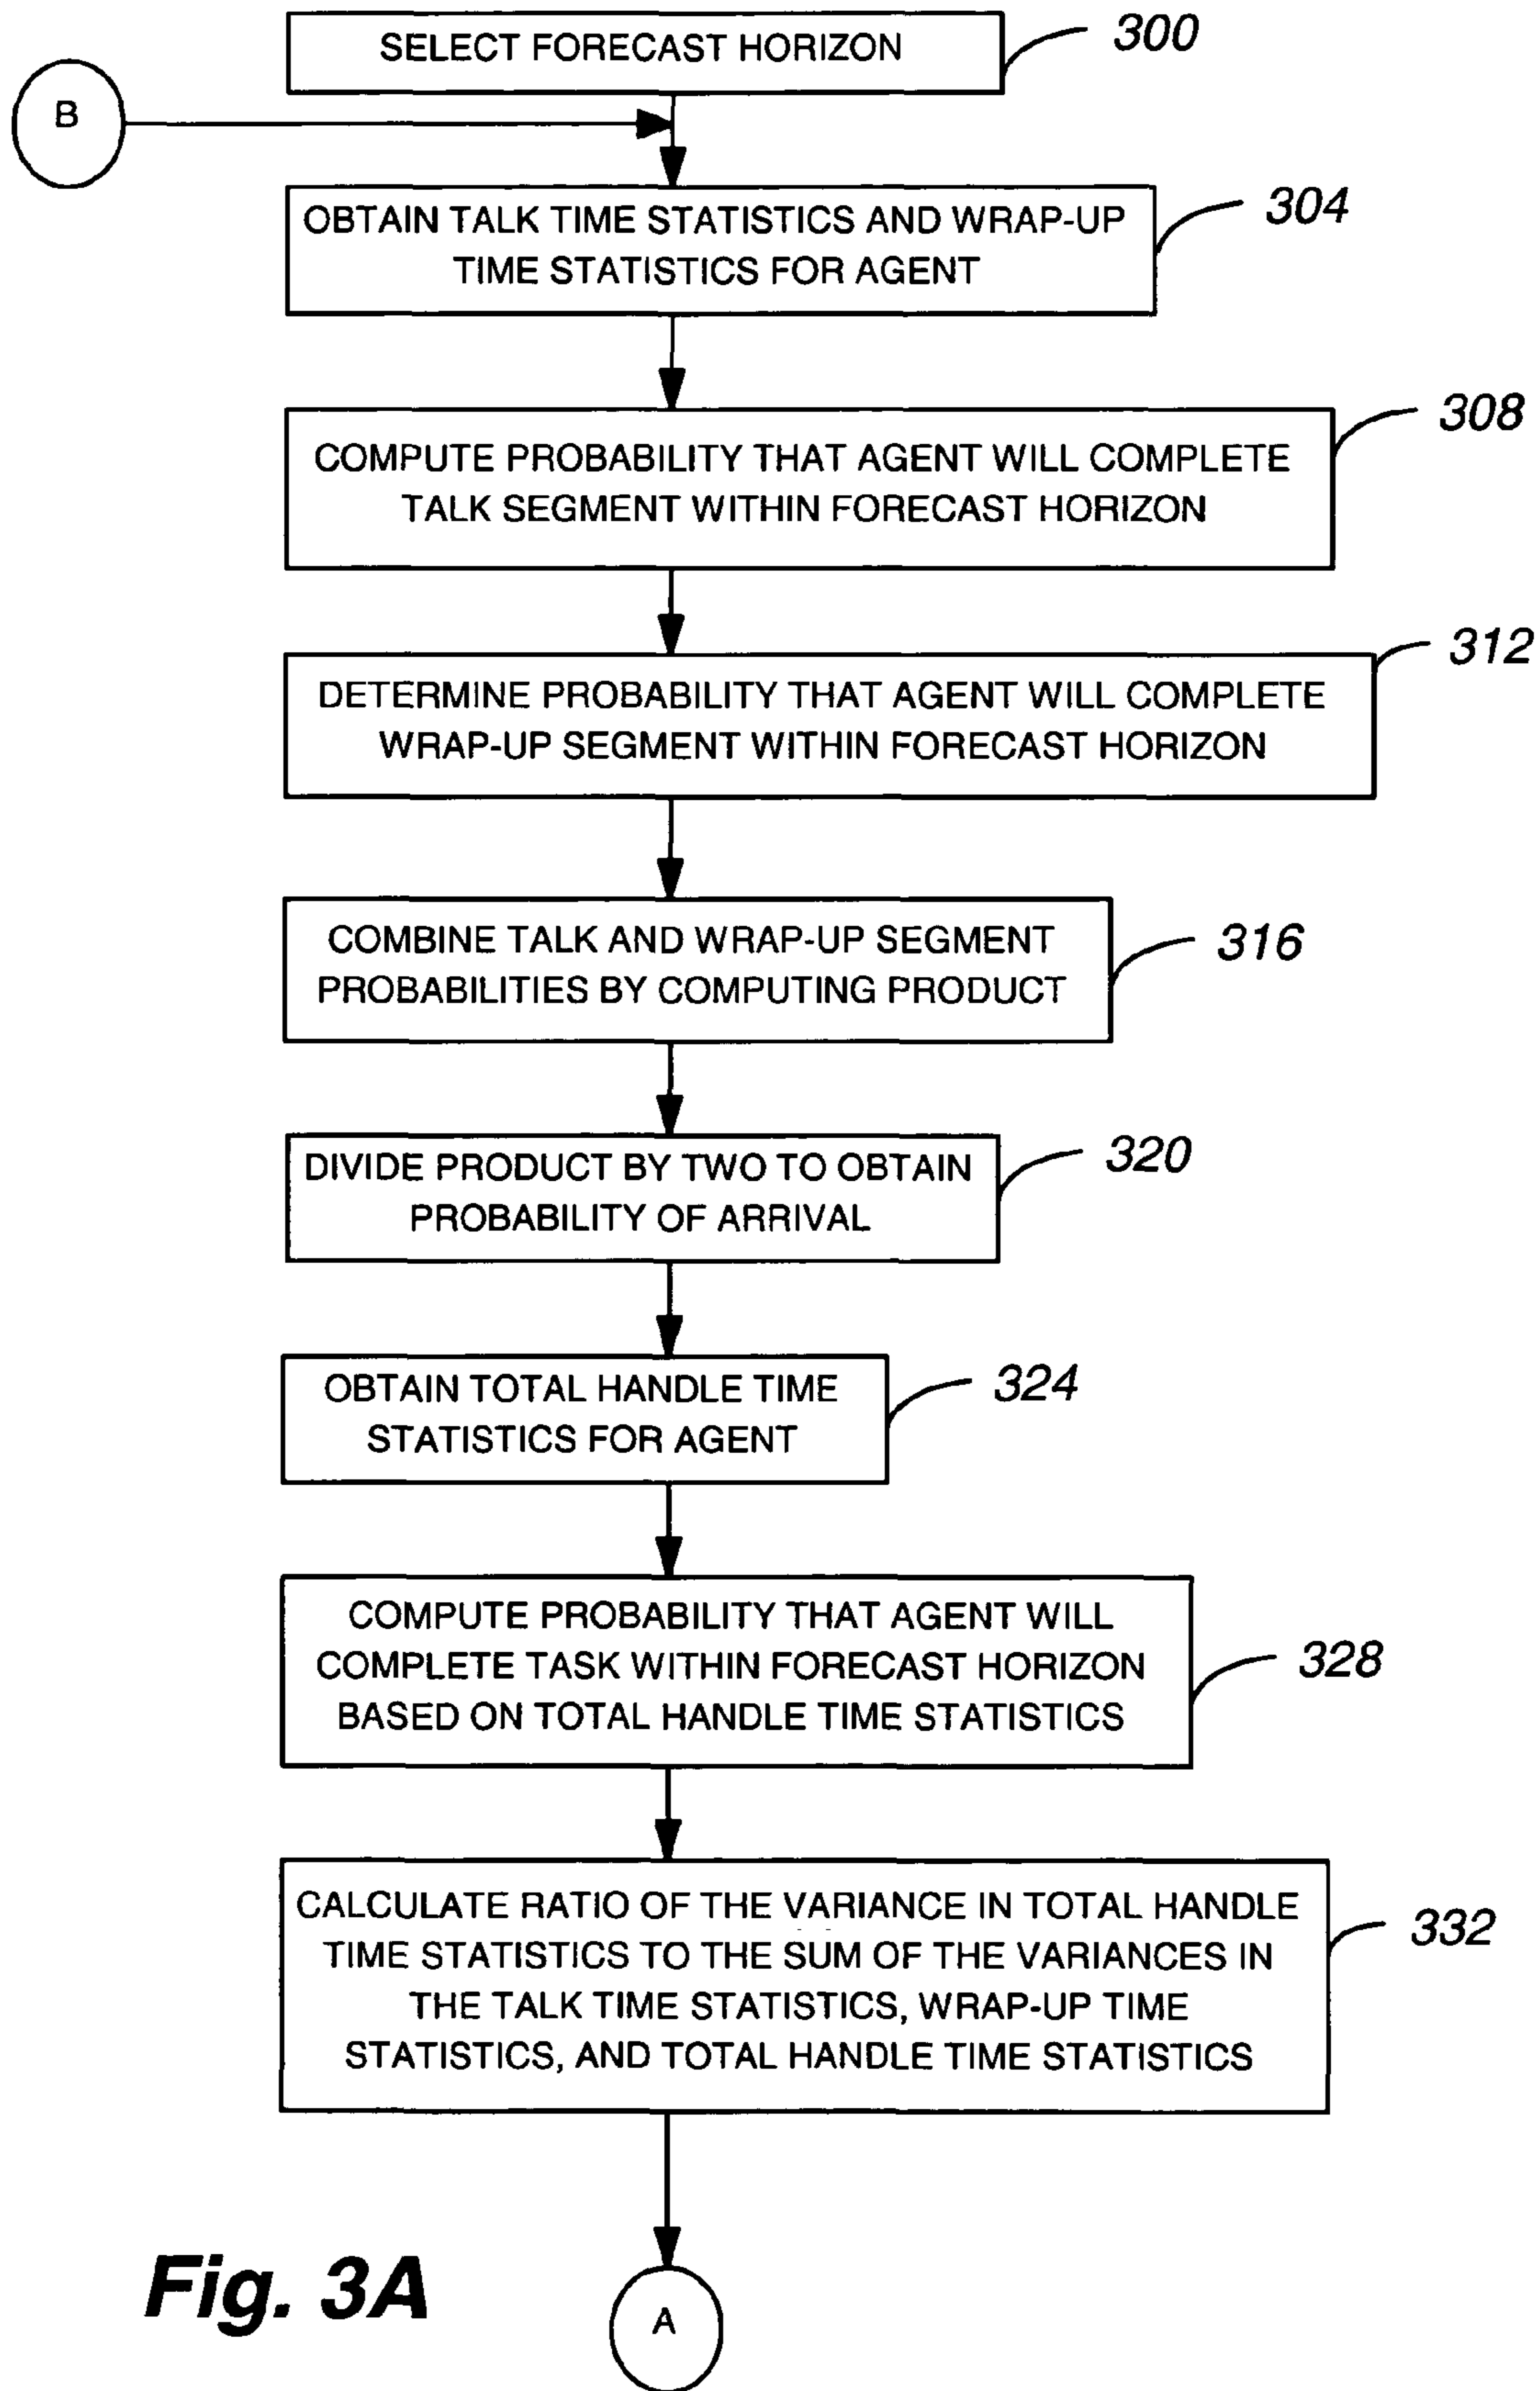 SELECT FORECAST HORIZON
300
B
OBTAIN TALK TIME STATISTICS AND WRAP-UP
TIME STATISTICS FOR AGENT
304
COMPUTE PROBABILITY THAT AGENT WILL COMPLETE
TALK SEGMENT WITHIN FORECAST HORIZON
308
DETERMINE PROBABILITY THAT AGENT WILL COMPLETE
WRAP-UP SEGMENT WITHIN FORECAST HORIZON
312
COMBINE TALK AND WRAP-UP SEGMENT
PROBABILITIES BY COMPUTING PRODUCT
316
DIVIDE PRODUCT BY TWO TO OBTAIN
PROBABILITY OF ARRIVAL
320
OBTAIN TOTAL HANDLE TIME
STATISTICS FOR AGENT
324
COMPUTE PROBABILITY THAT AGENT WILL
COMPLETE TASK WITHIN FORECAST HORIZON
BASED ON TOTAL HANDLE TIME STATISTICS
328
CALCULATE RATIO OF THE VARIANCE IN TOTAL HANDLE
TIME STATISTICS TO THE SUM OF THE VARIANCES IN
THE TALK TIME STATISTICS, WRAP-UP TIME
STATISTICS, AND TOTAL HANDLE TIME STATISTICS
332
Fig. 3A
A